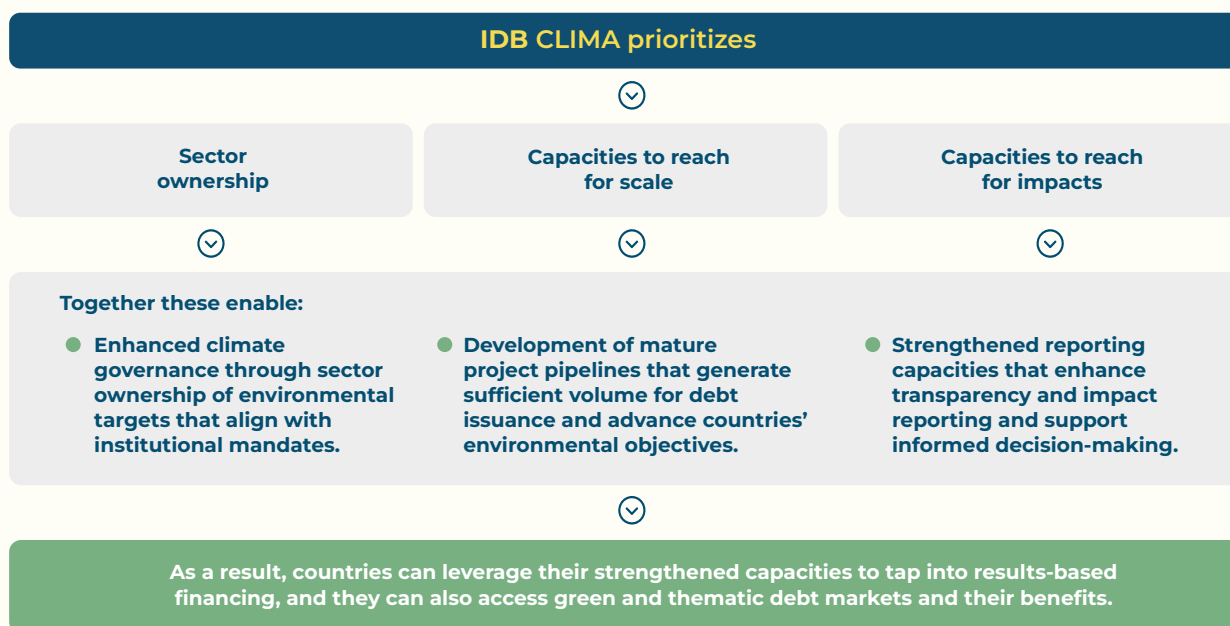 IDB CLIMA prioritizes
Sector
ownership
Capacities to reach
for scale
Capacities to reach
for impacts
Together these enable:
Enhanced climate
governance through sector
ownership of environmental
targets that align with
institutional mandates.
Development of mature
project pipelines that generate
sufficient volume for debt
issuance and advance countries’
environmental objectives.
Strengthened reporting
capacities that enhance
transparency and impact
reporting and support
informed decision-making.
As a result, countries can leverage their strengthened capacities to tap into results-based
financing, and they can also access green and thematic debt markets and their benefits.